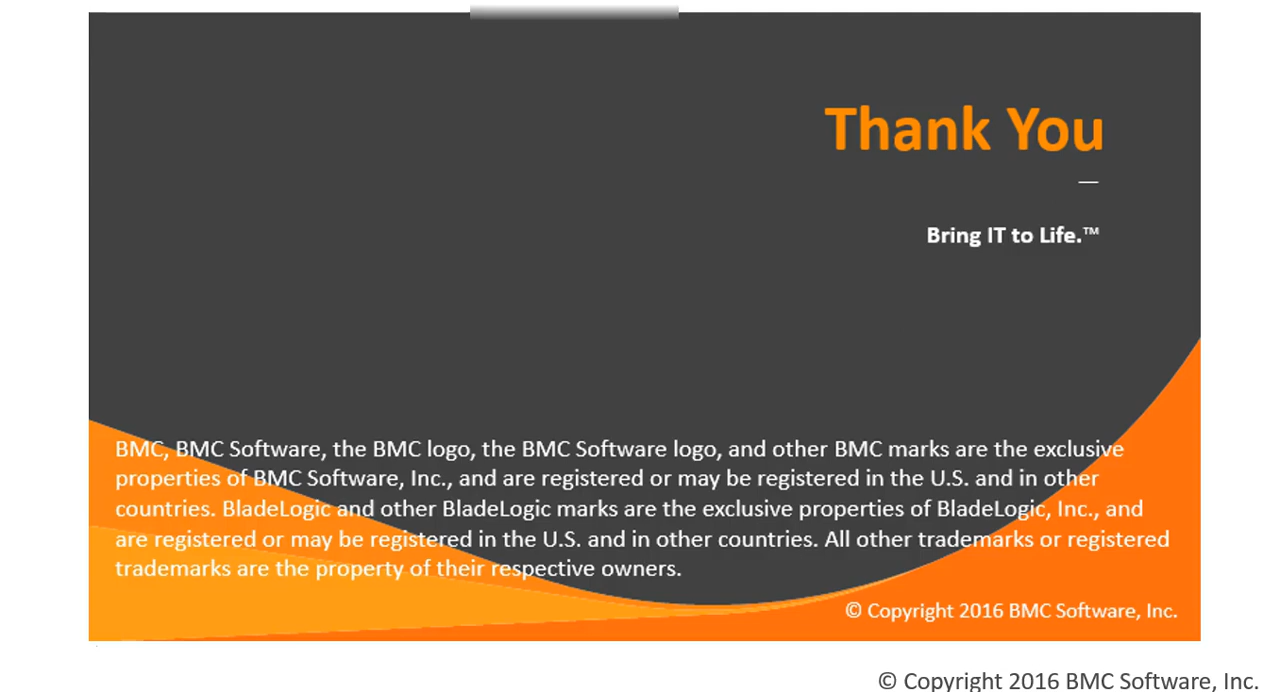 Thank You
—
Bring IT to Life.™
BMC, BMC Software, the BMC logo, the BMC Software logo, and other BMC marks are the exclusive
properties of BMC Software, Inc., and are registered or may be registered in the U.S. and in other
countries. BladeLogic and other BladeLogic marks are the exclusive properties of BladeLogic, Inc., and
are registered or may be registered in the U.S. and in other countries. All other trademarks or registered
trademarks are the property of their respective owners.
© Copyright 2016 BMC Software, Inc.
© Copyright 2016 BMC Software, Inc.